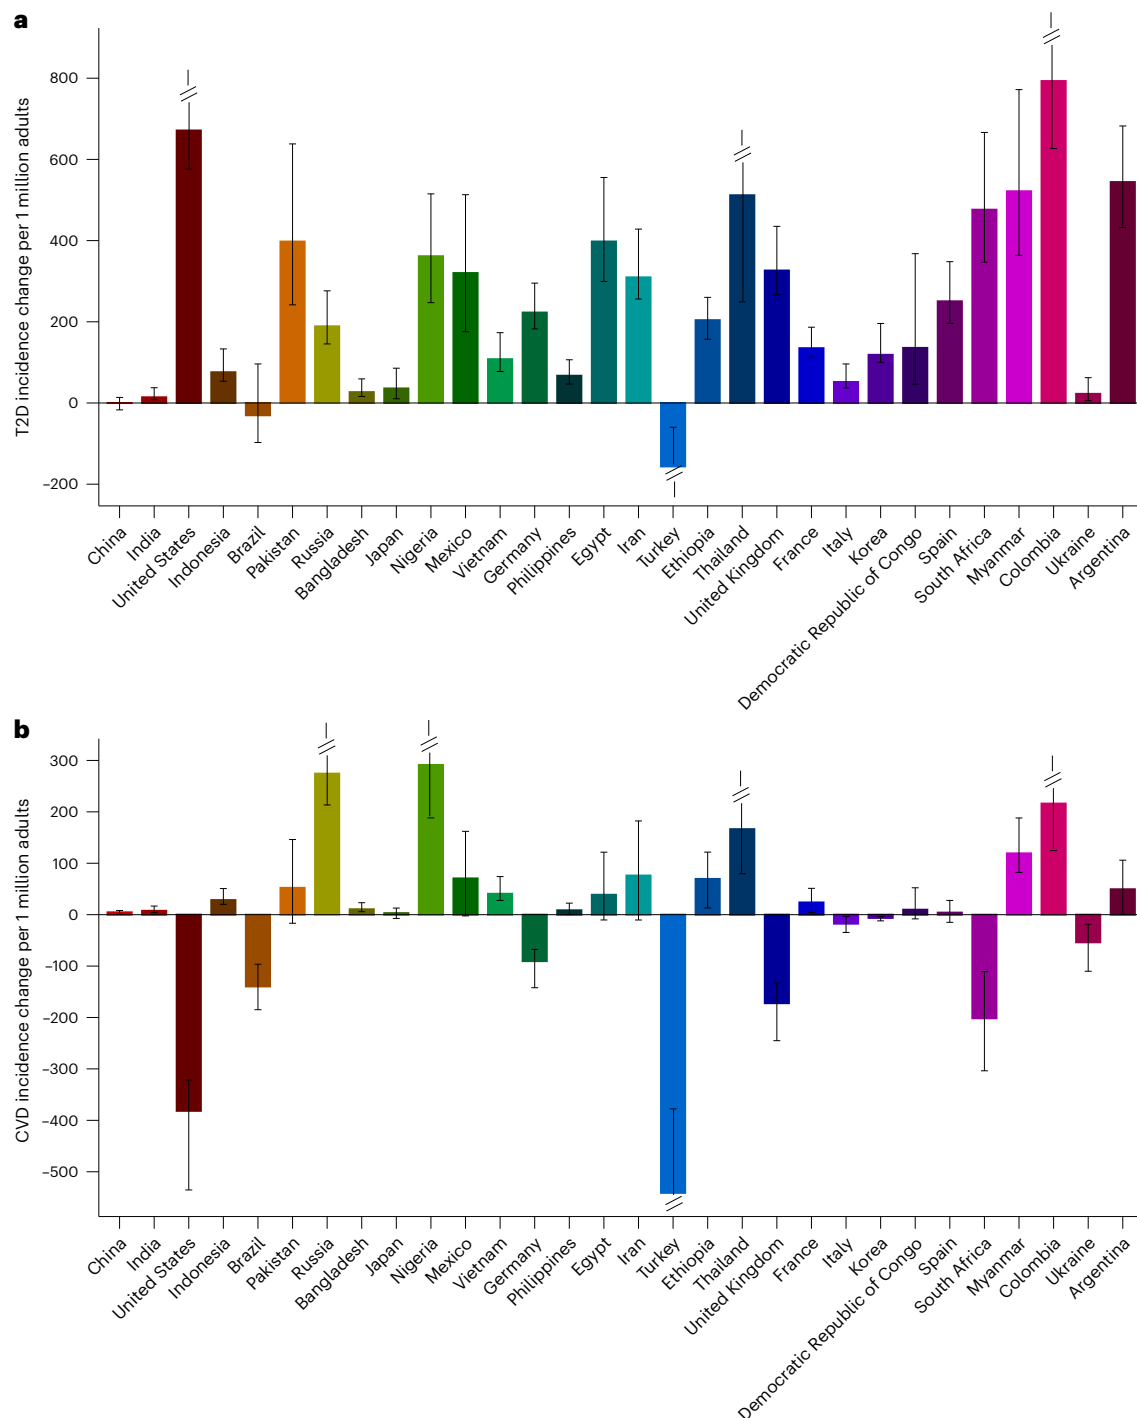 a
T2D incidence change per 1 million adults
800
600
400
200
0
–200
China
India
United States
Indonesia
Brazil
Pakistan
Russia
Bangladesh
Japan
Nigeria
Mexico
Vietnam
Germany
Philippines
Egypt
Iran
Turkey
Ethiopia
Thailand
United Kingdom
France
Italy
Korea
Democratic Republic of Congo
Spain
South Africa
Myanmar
Colombia
Ukraine
Argentina
b
CVD incidence change per 1 million adults
300
200
100
0
–100
–200
–300
–400
–500
China
India
United States
Indonesia
Brazil
Pakistan
Russia
Bangladesh
Japan
Nigeria
Mexico
Vietnam
Germany
Philippines
Egypt
Iran
Turkey
Ethiopia
Thailand
United Kingdom
France
Italy
Korea
Democratic Republic of Congo
Spain
South Africa
Myanmar
Colombia
Ukraine
Argentina